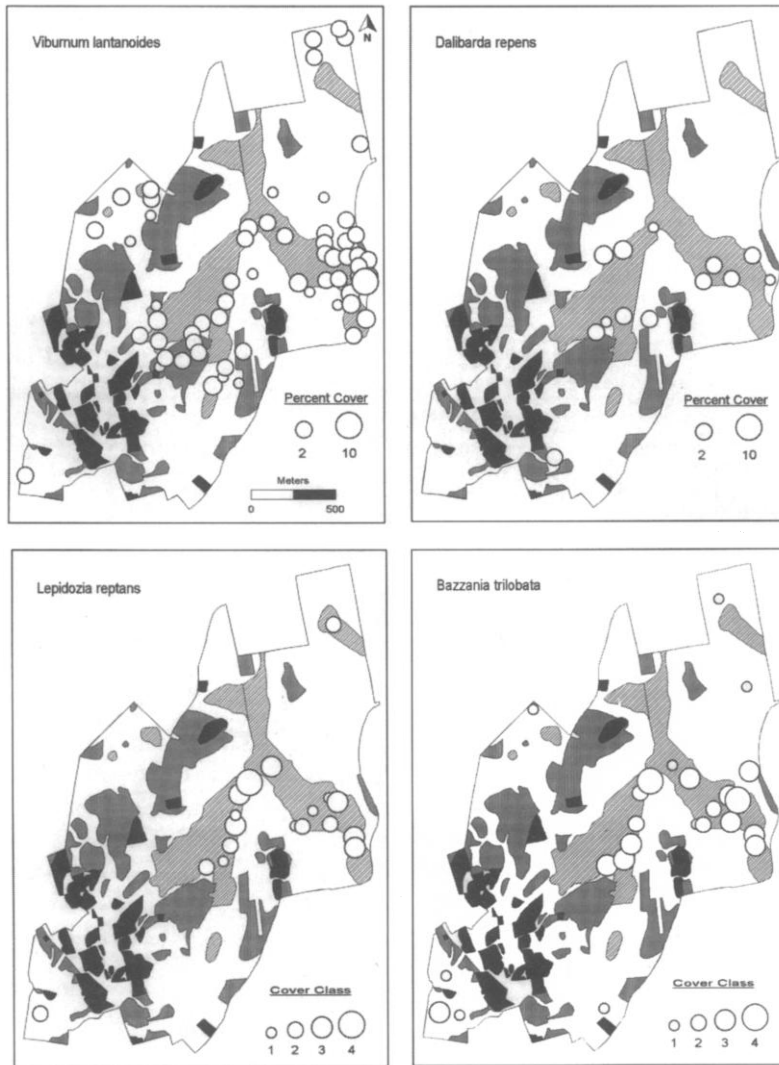 Viburnum lantanoides
N
Percent Cover
2 10
Meters
0 500
Dalibarda repens
Percent Cover
2 10
Lepidozia reptans
Cover Class
1 2 3 4
Bazzania trilobata
Cover Class
1 2 3 4